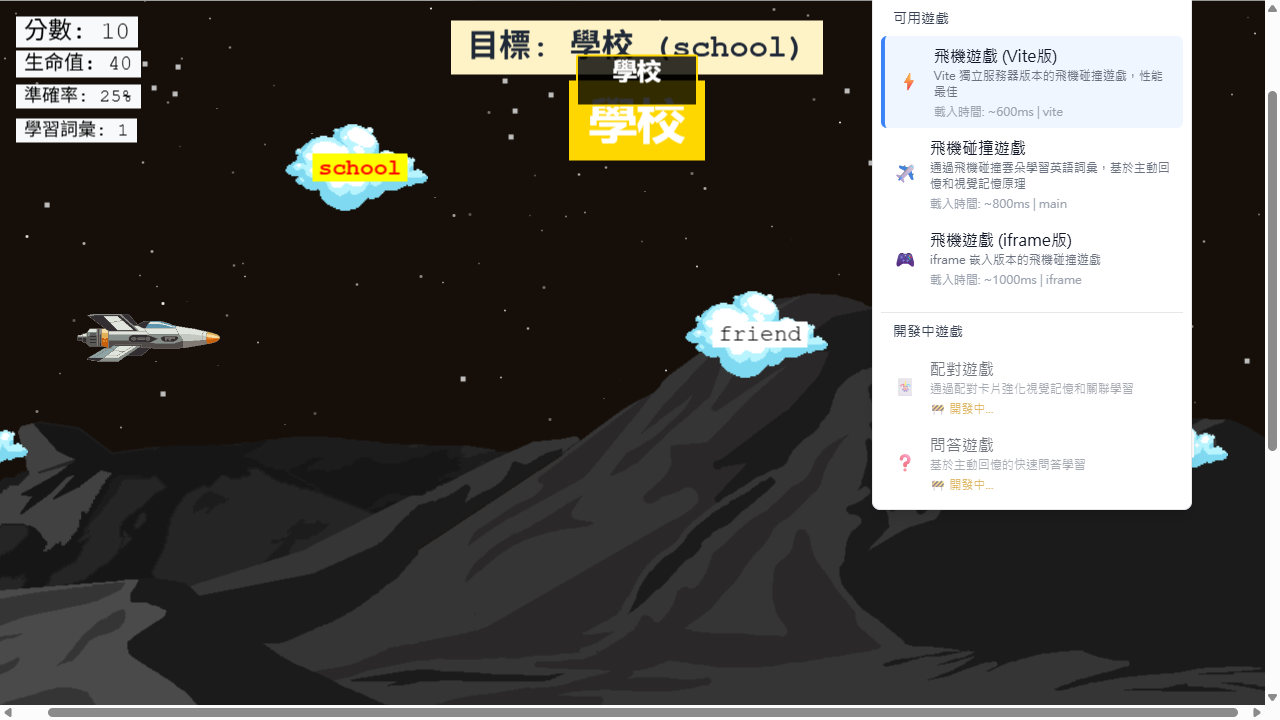 分數: 10
生命值: 40
準確率: 25%
學習詞彙: 1
目標: 學校 (school)
學校
學校
school
friend
可用遊戲
飛機遊戲 (Vite版)
Vite 獨立服務器版本的飛機碰撞遊戲，性能
最佳
載入時間: ~600ms | vite
飛機碰撞遊戲
通過飛機碰撞雲朵學習英語詞彙，基於主動回
憶和視覺記憶原理
載入時間: ~800ms | main
飛機遊戲 (iframe版)
iframe 嵌入版本的飛機碰撞遊戲
載入時間: ~1000ms | iframe
開發中遊戲
配對遊戲
通過配對卡片強化視覺記憶和關聯學習
開發中...
問答遊戲
基於主動回憶的快速問答學習
開發中...